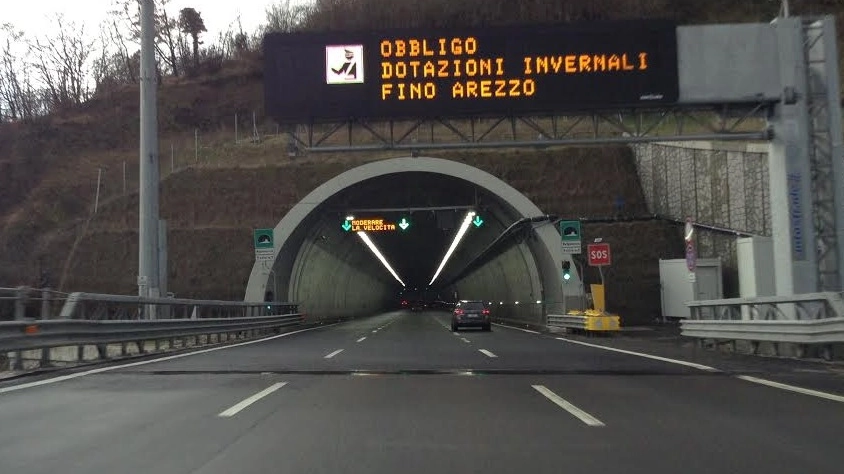 OBBLIGO
DOTAZIONI INVERNALI
FINO AREZZO
MODERARE
LA VELOCITA
SOS